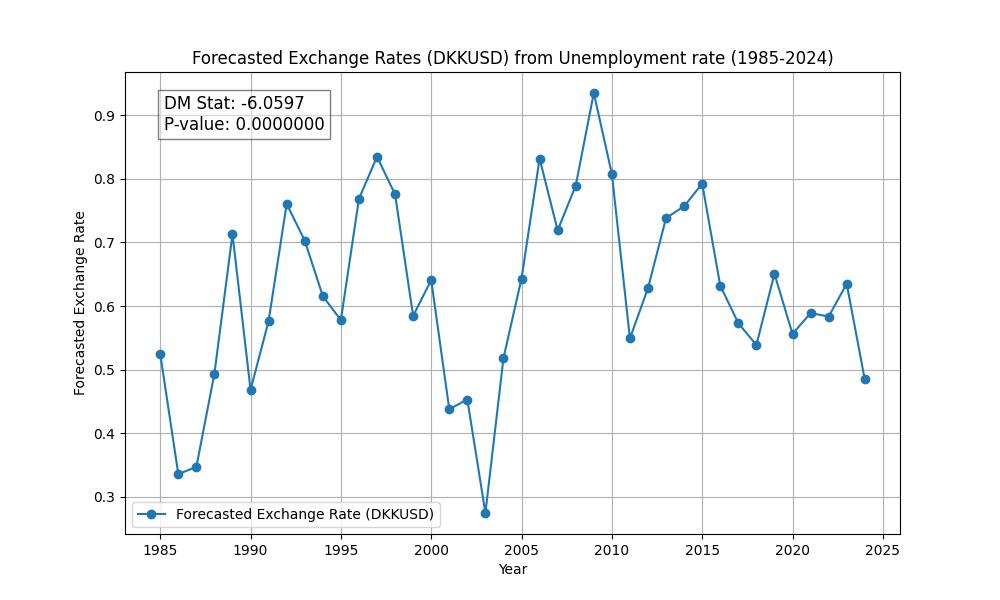 Forecasted Exchange Rates (DKKUSD) from Unemployment rate (1985-2024)
DM Stat: -6.0597
P-value: 0.0000000
Forecasted Exchange Rate
0.9
0.8
0.7
0.6
0.5
0.4
0.3
Forecasted Exchange Rate (DKKUSD)
1985 1990 1995 2000 2005 2010 2015 2020 2025
Year